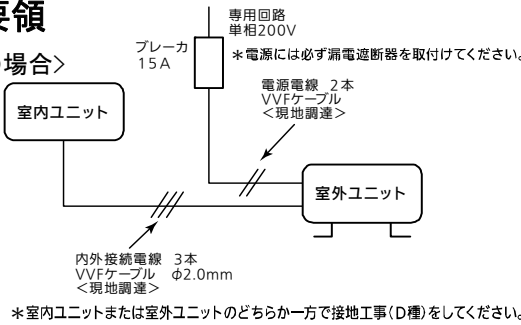 要領
場合>
専用回路
単相200V
ブレーカ
15A
＊電源には必ず漏電遮断器を取付けてください。
電源電線 2本
VVFケーブル
<現地調達>
室内ユニット
室外ユニット
内外接続電線 3本
VVFケーブル φ2.0mm
<現地調達>
＊室内ユニットまたは室外ユニットのどちらか一方で接地工事(D種)をしてください。